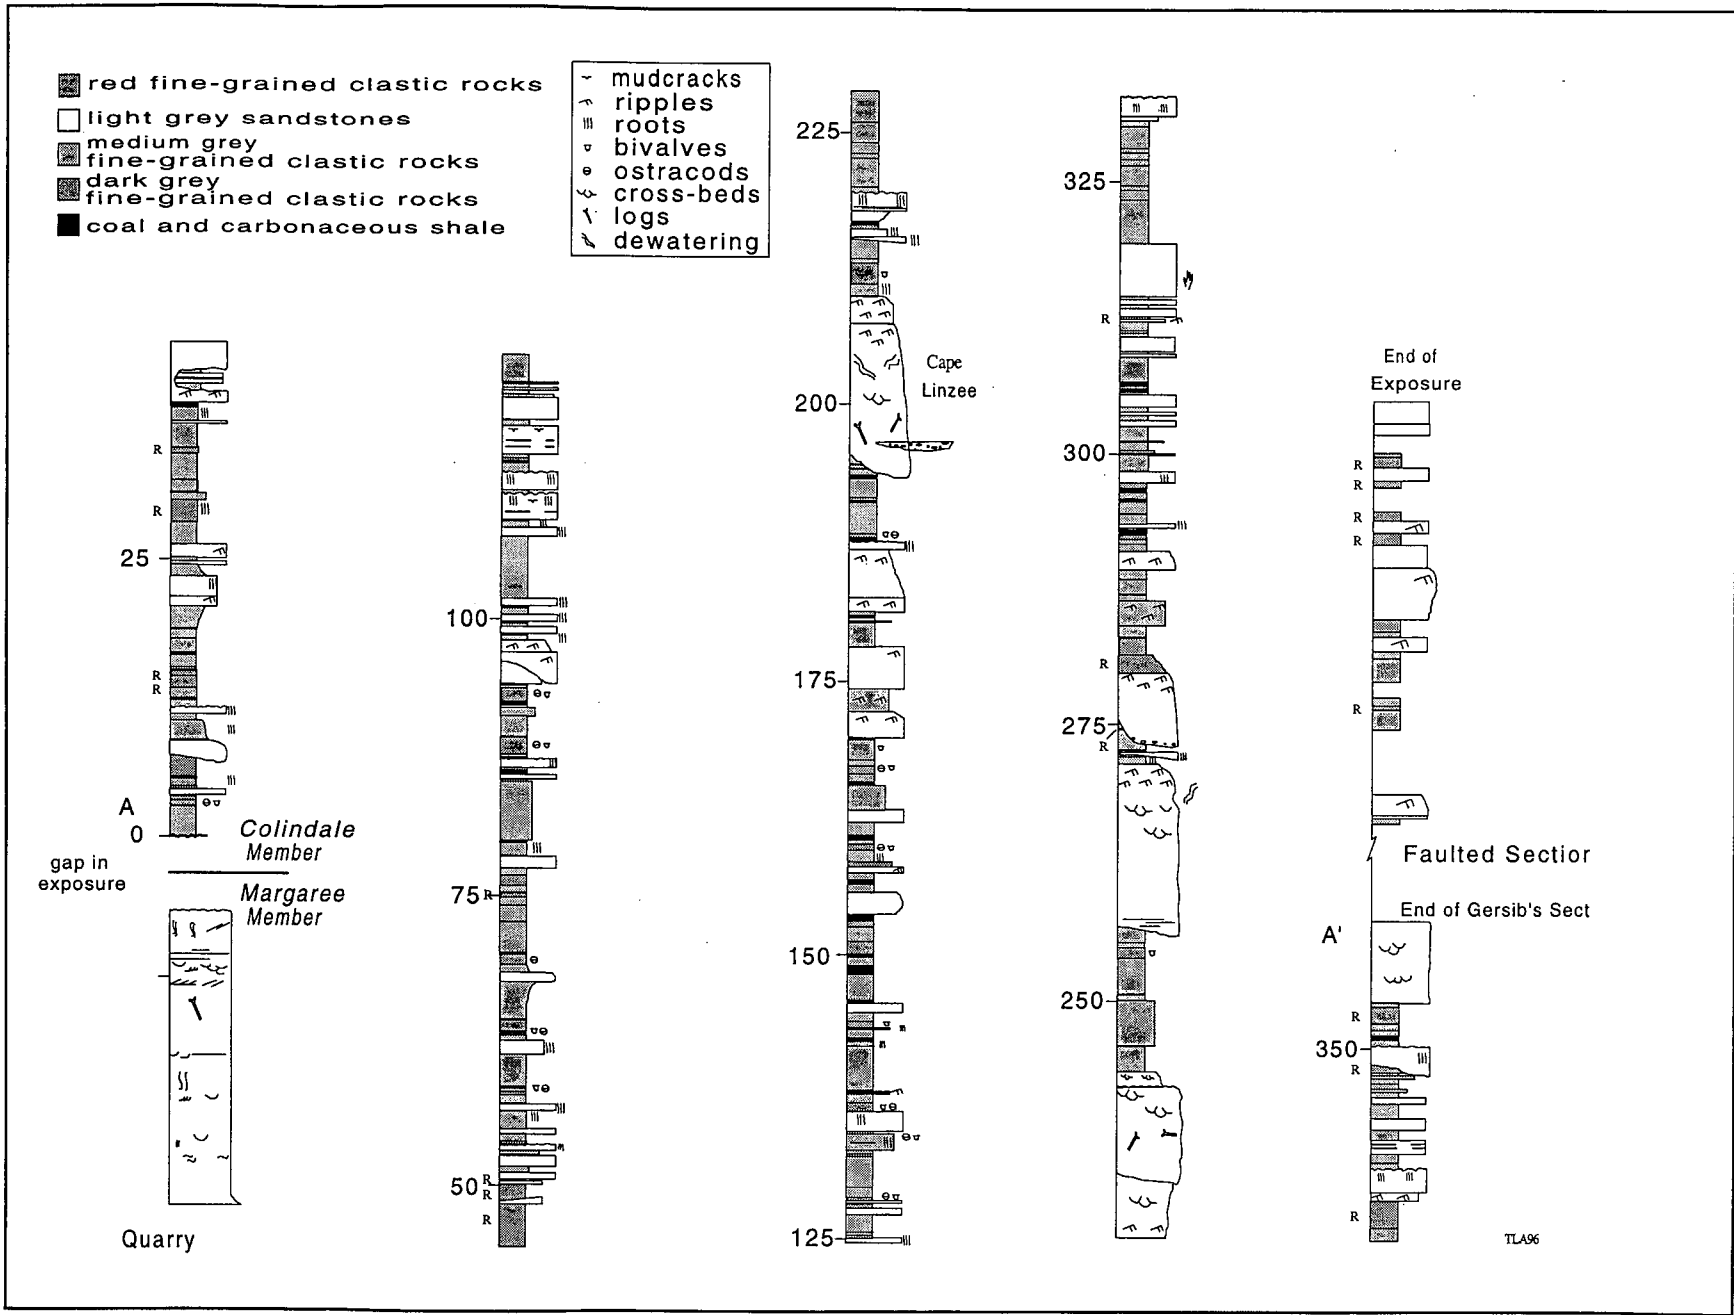 red fine-grained clastic rocks
light grey sandstones
medium grey
fine-grained clastic rocks
dark grey
fine-grained clastic rocks
coal and carbonaceous shale
mudcracks
ripples
roots
bivalves
ostracods
cross-beds
logs
dewatering
R
R
25
R
R
A
0
gap in
exposure
Colindale
Member
Margaree
Member
Quarry
100
75
R
50
R
R
R
225
200
Cape
Linzee
175
150
125
325
R
300
R
275
R
250
End of
Exposure
R
R
R
R
R
Faulted Sectior
End of Gersib's Sect
A'
R
350
R
R
TLA96